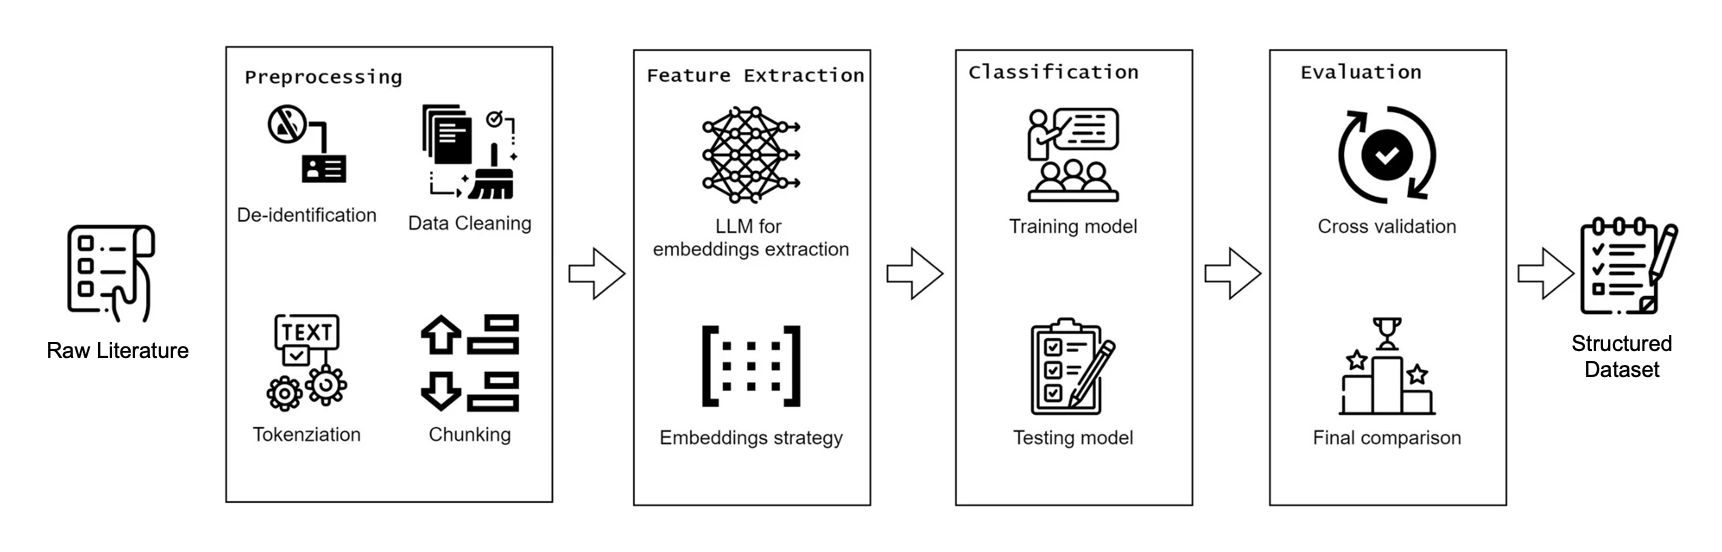 Raw Literature
Preprocessing
De-identification
Data Cleaning
TEXT
Tokenziation
Chunking
Feature Extraction
LLM for
embeddings extraction
Embeddings strategy
Classification
Training model
Testing model
Evaluation
Cross validation
Final comparison
Structured
Dataset